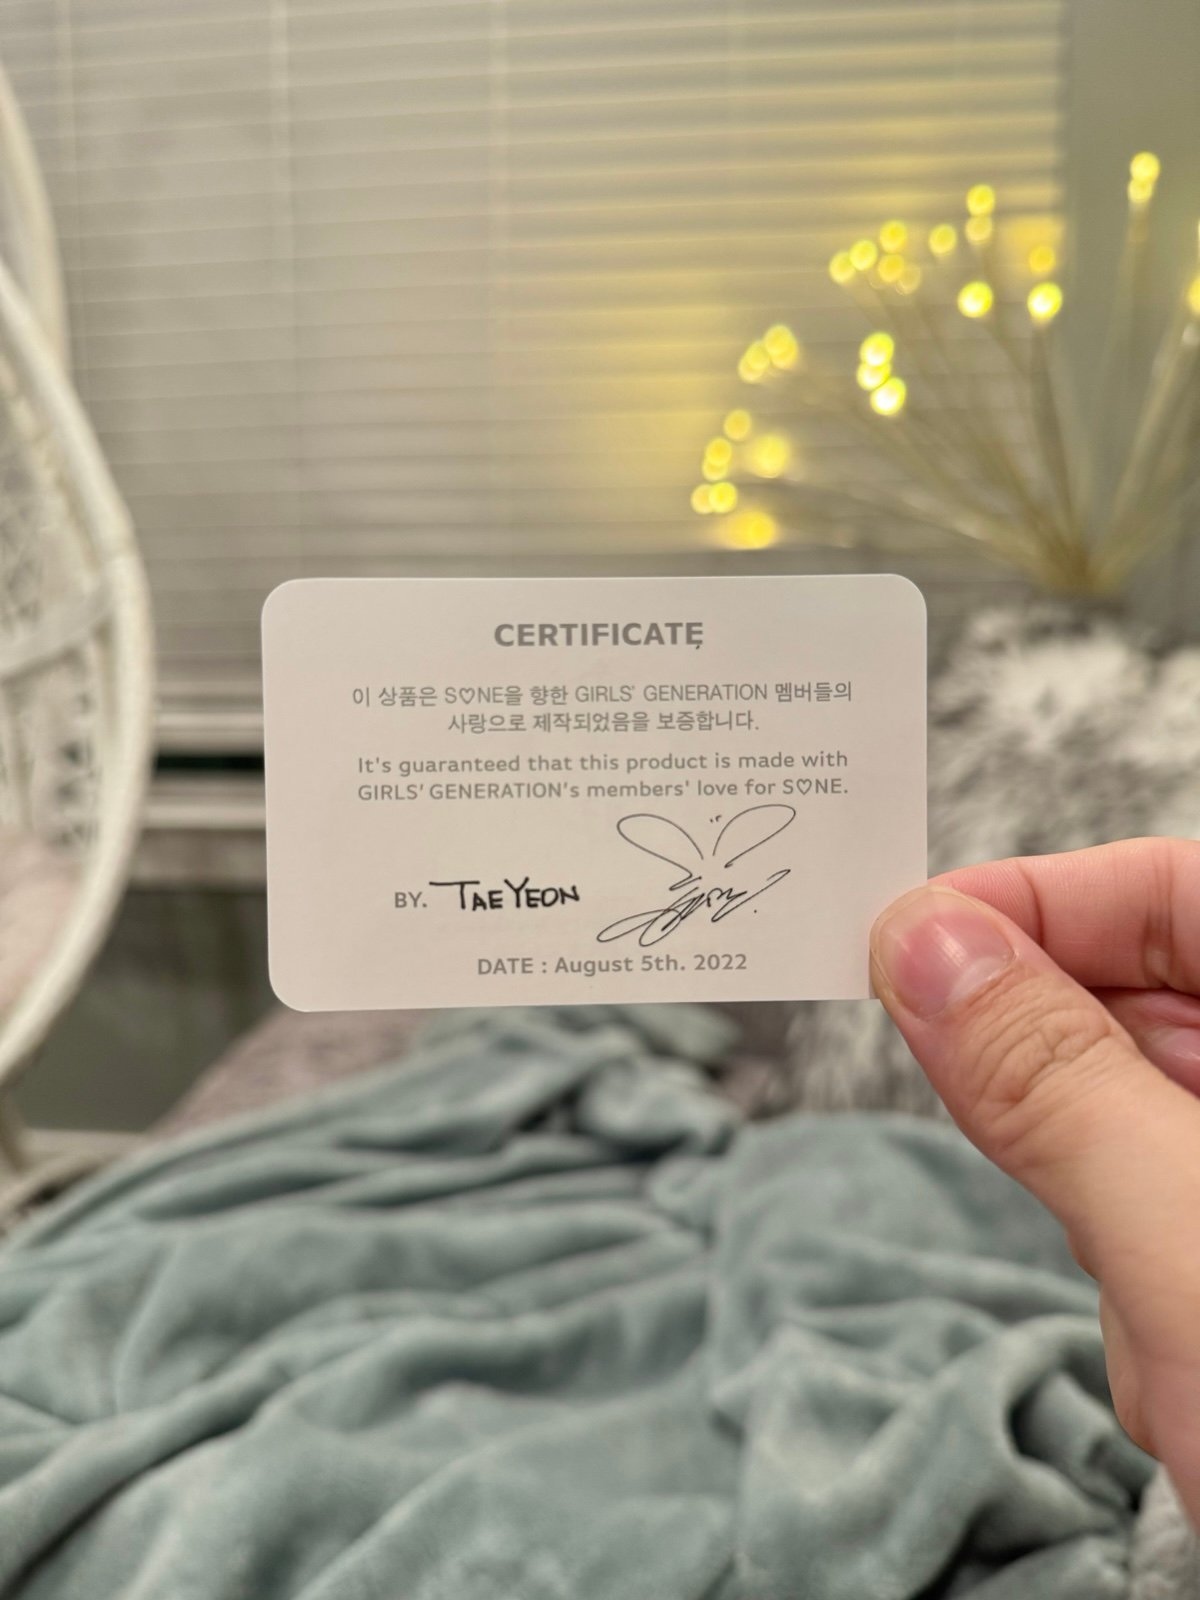 CERTIFICATE
이 상품은 S♡NE을 향한 GIRLS' GENERATION 멤버들의
사랑으로 제작되었음을 보증합니다.
It's guaranteed that this product is made with
GIRLS' GENERATION's members' love for S♡NE.
BY. TAEYEON
DATE : August 5th. 2022